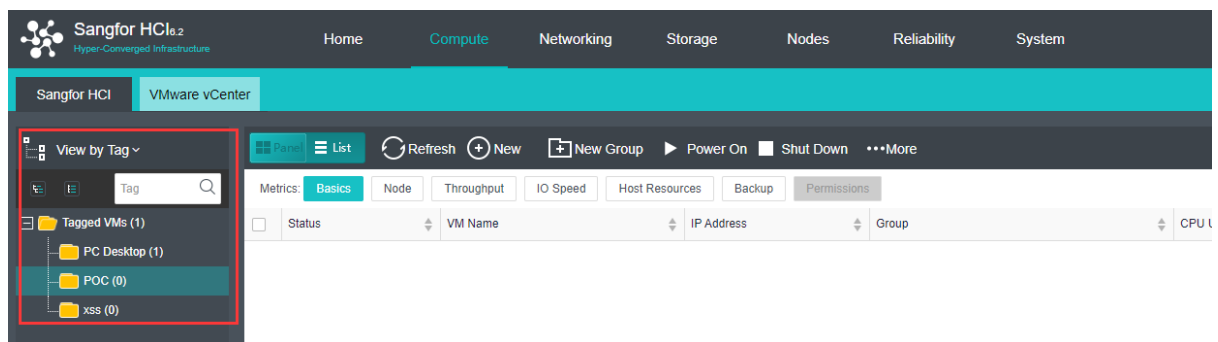 Sangfor HCI6.2
Hyper-Converged Infrastructure
Home Compute Networking Storage Nodes Reliability System
Sangfor HCI VMware vCenter
View by Tag
Panel List Refresh New New Group Power On Shut Down •••More
Tag
Metrics: Basics Node Throughput IO Speed Host Resources Backup Permissions
Status VM Name IP Address Group CPU U
Tagged VMs (1)
PC Desktop (1)
POC (0)
xss (0)